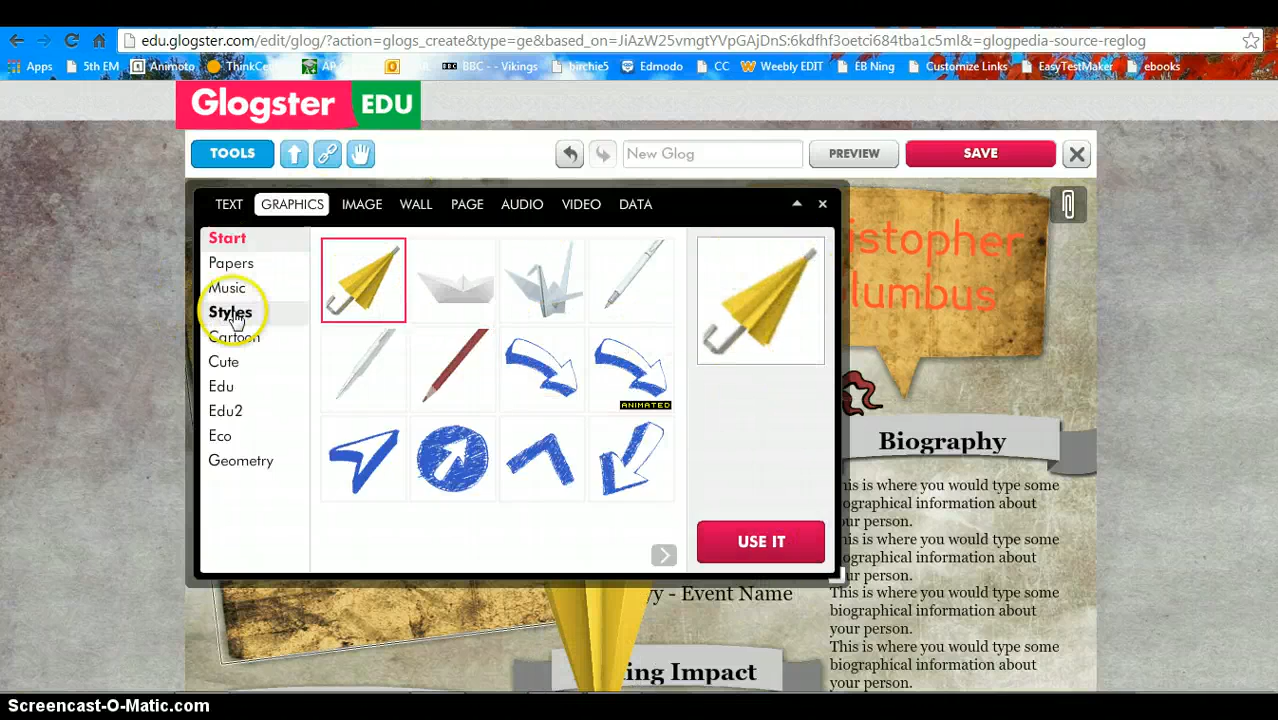 edu.glogster.com/edit/glog/?action=glogs_create&type=ge&based_on=JiAzW25vmgtYVpGAjDnS:6kdfhf3oetci684tba1c5ml&=glogpedia-source-reglog
Apps 5th EM Animoto BBC - - Vikings birchie5 Edmodo CC Weebly EDIT EB Ning Customize Links EasyTestMaker ebooks
Glogster EDU
TOOLS New Glog PREVIEW SAVE
TEXT GRAPHICS IMAGE WALL PAGE AUDIO VIDEO DATA
Start
Papers
Music
Styles
Cartoon
Cute
Edu
Edu2
Eco
Geometry
ANIMATED
USE IT
istopher
lumbus
Biography
This is where you would type some
biographical information about
your person.
This is where you would type some
biographical information about
your person.
This is where you would type some
biographical information about
your person.
This is where you would type some
biographical information about
your person.
y - Event Name
ing Impact
Screencast-O-Matic.com